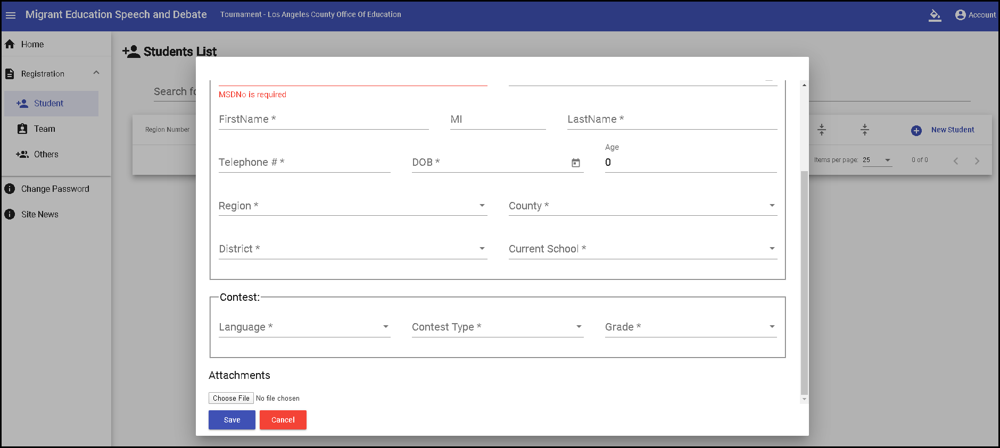 Migrant Education Speech and Debate
Tournament - Los Angeles County Office Of Education
Account
Home
Registration
Student
Team
Others
Change Password
Site News
Students List
Search fo
Region Number
New Student
Items per page: 25
0 of 0
MSDNo is required
FirstName *
MI
LastName *
Telephone # *
DOB *
Age
0
Region *
County *
District *
Current School *
Contest:
Language *
Contest Type *
Grade *
Attachments
Choose File No file chosen
Save
Cancel